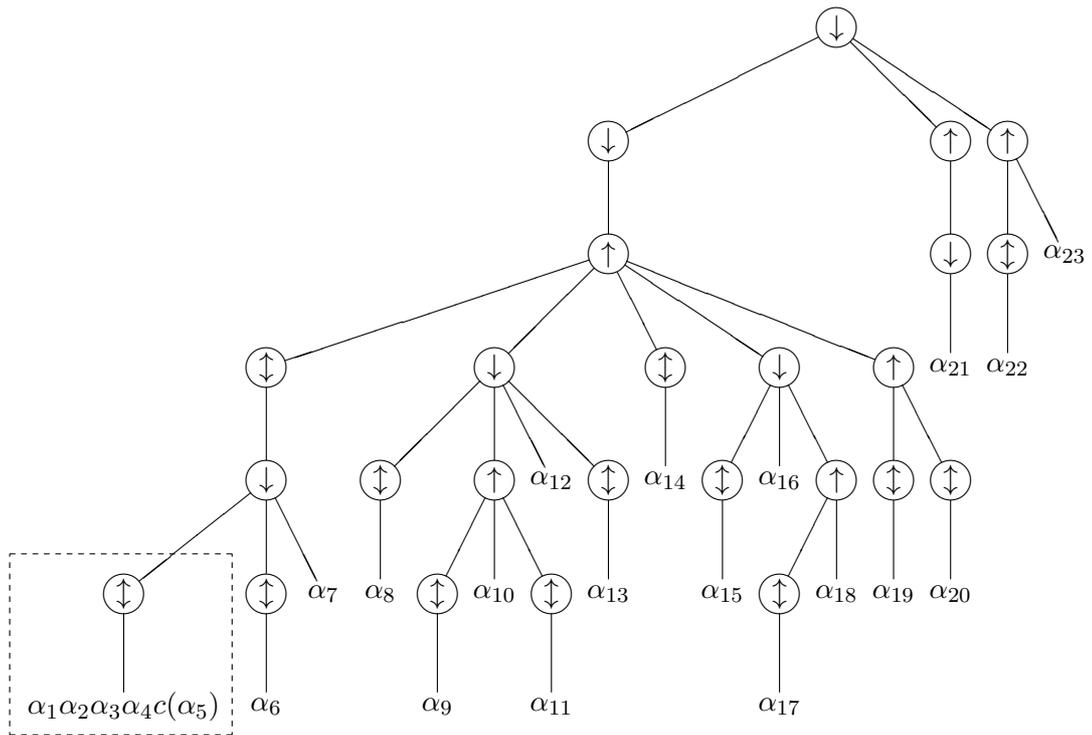 ↓
↓ ↑ ↑
↑ ↓ ↕ α₂₃
↕ ↓ ↕ ↓ ↑ α₂₁ α₂₂
↓ ↕ ↑ α₁₂ ↕ α₁₄ ↕ α₁₆ ↑ ↕ ↕
↕ ↕ α₇ α₈ ↕ α₁₀ ↕ α₁₃ α₁₅ ↕ α₁₈ α₁₉ α₂₀
α₁α₂α₃α₄c(α₅) α₆ α₉ α₁₁ α₁₇